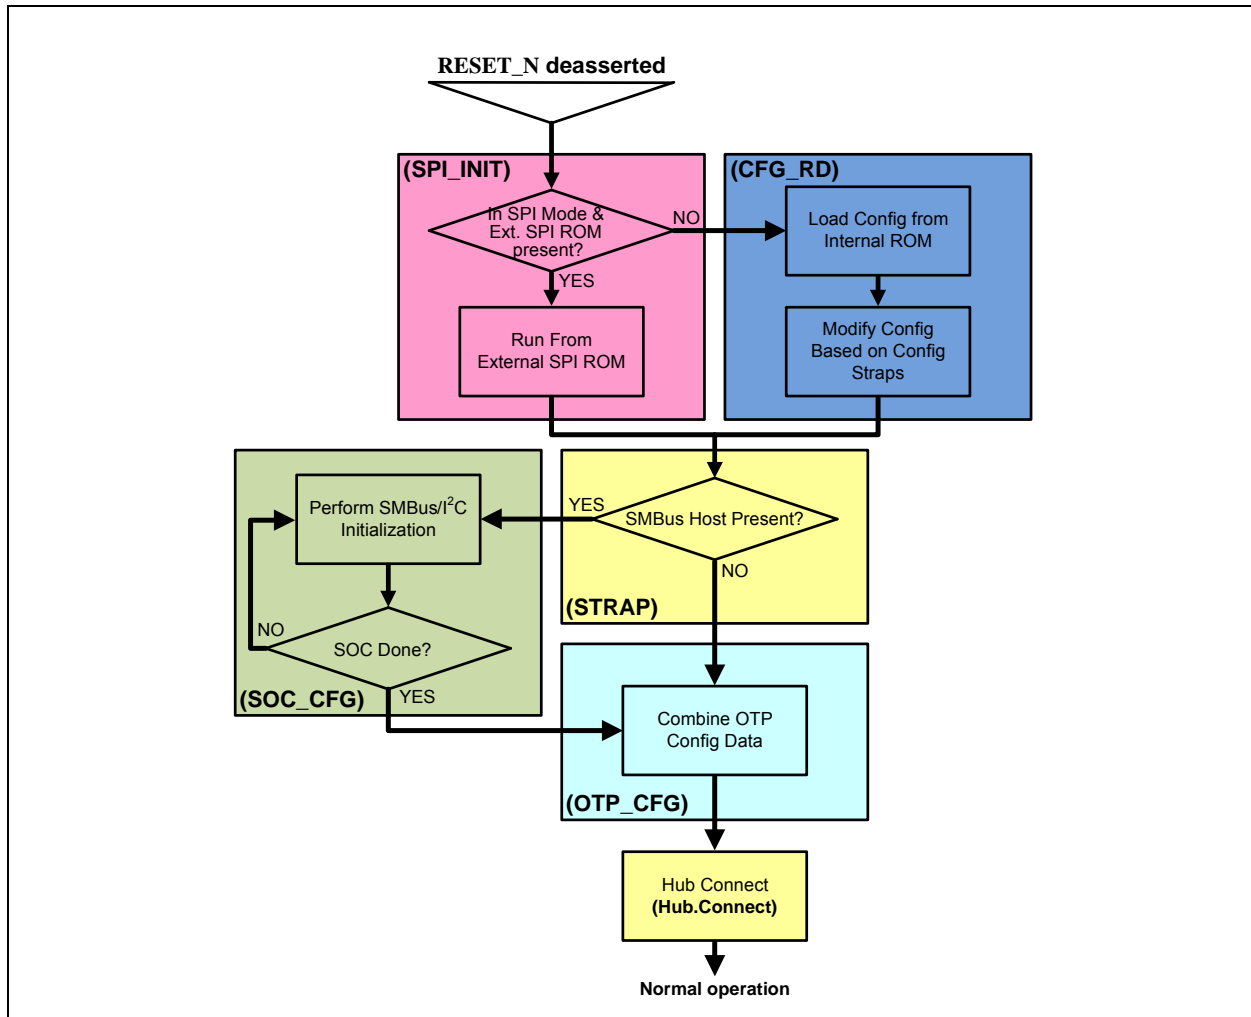 RESET_N deasserted
(SPI_INIT)
In SPI Mode &
Ext. SPI ROM
present?
NO
YES
Run From
External SPI ROM
(CFG_RD)
Load Config from
Internal ROM
Modify Config
Based on Config
Straps
SMBus Host Present?
YES
NO
(STRAP)
Perform SMBus/I²C
Initialization
SOC Done?
NO
YES
(SOC_CFG)
Combine OTP
Config Data
(OTP_CFG)
Hub Connect
(Hub.Connect)
Normal operation